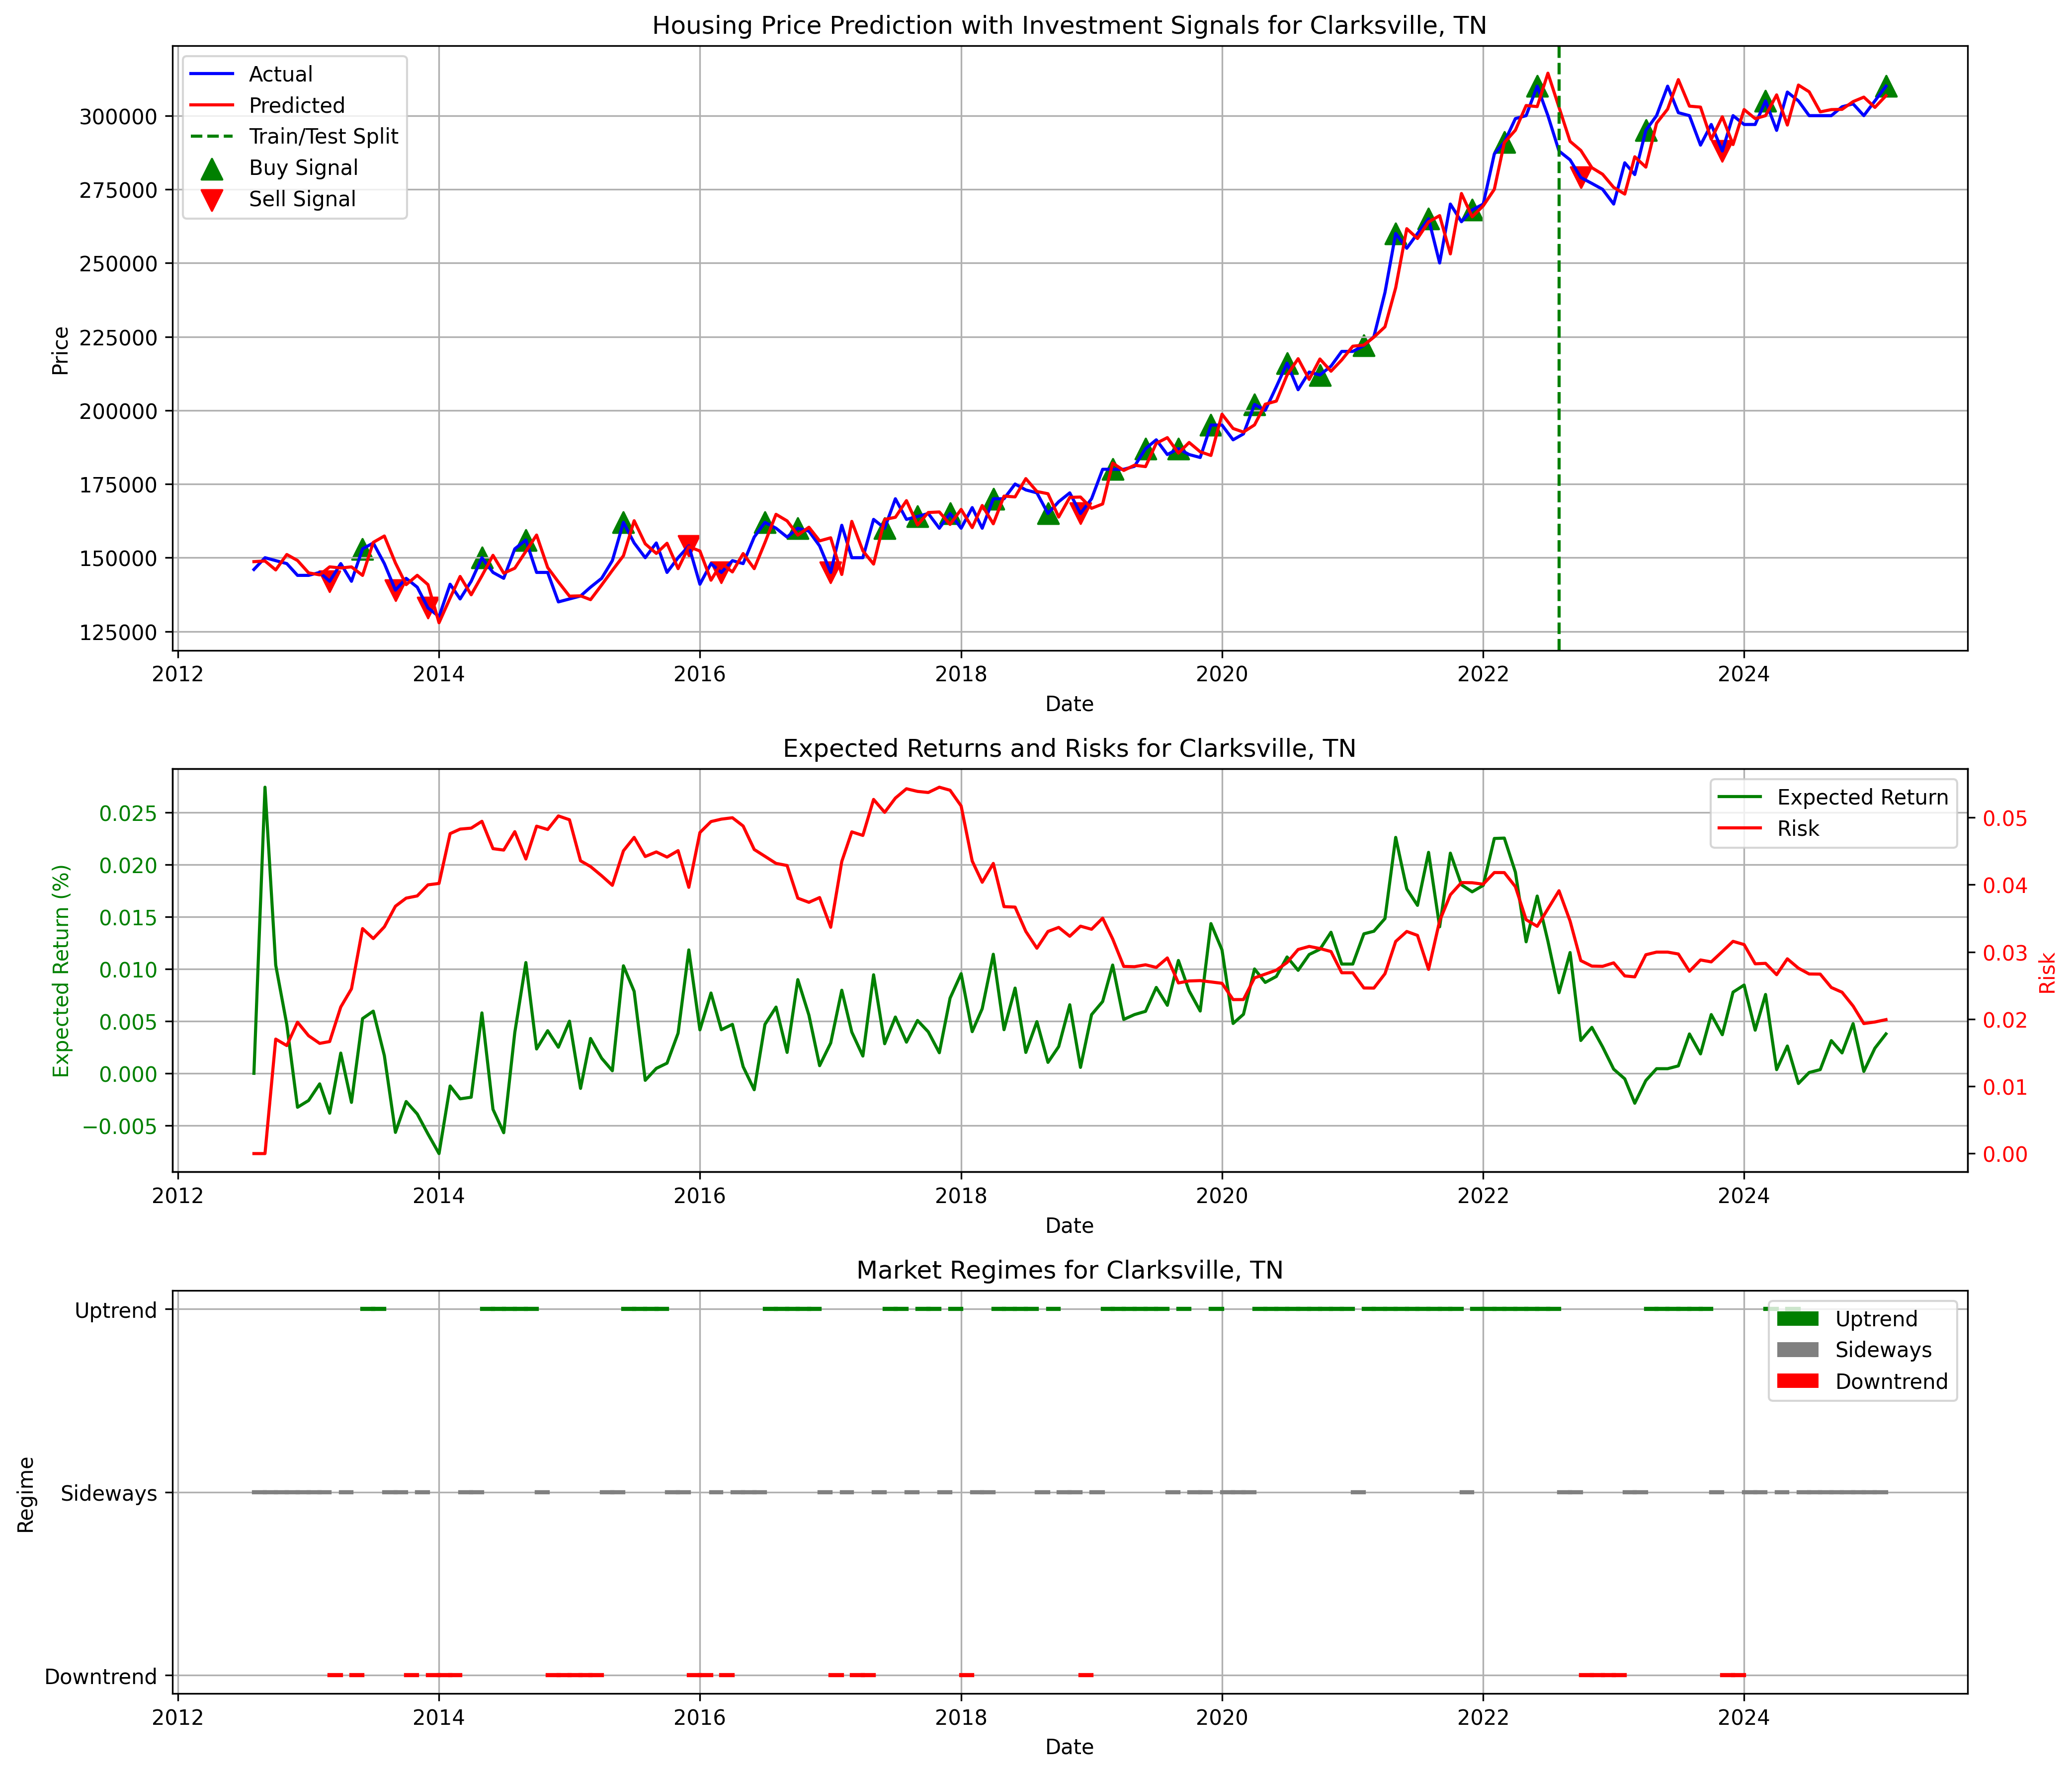 Housing Price Prediction with Investment Signals for Clarksville, TN
Actual
Predicted
Train/Test Split
Buy Signal
Sell Signal
Price
300000
275000
250000
225000
200000
175000
150000
125000
2012 2014 2016 2018 2020 2022 2024
Date
Expected Returns and Risks for Clarksville, TN
Expected Return
Risk
Expected Return (%)
0.025
0.020
0.015
0.010
0.005
0.000
−0.005
Risk
0.05
0.04
0.03
0.02
0.01
0.00
2012 2014 2016 2018 2020 2022 2024
Date
Market Regimes for Clarksville, TN
Uptrend
Sideways
Downtrend
Regime
Uptrend
Sideways
Downtrend
2012 2014 2016 2018 2020 2022 2024
Date